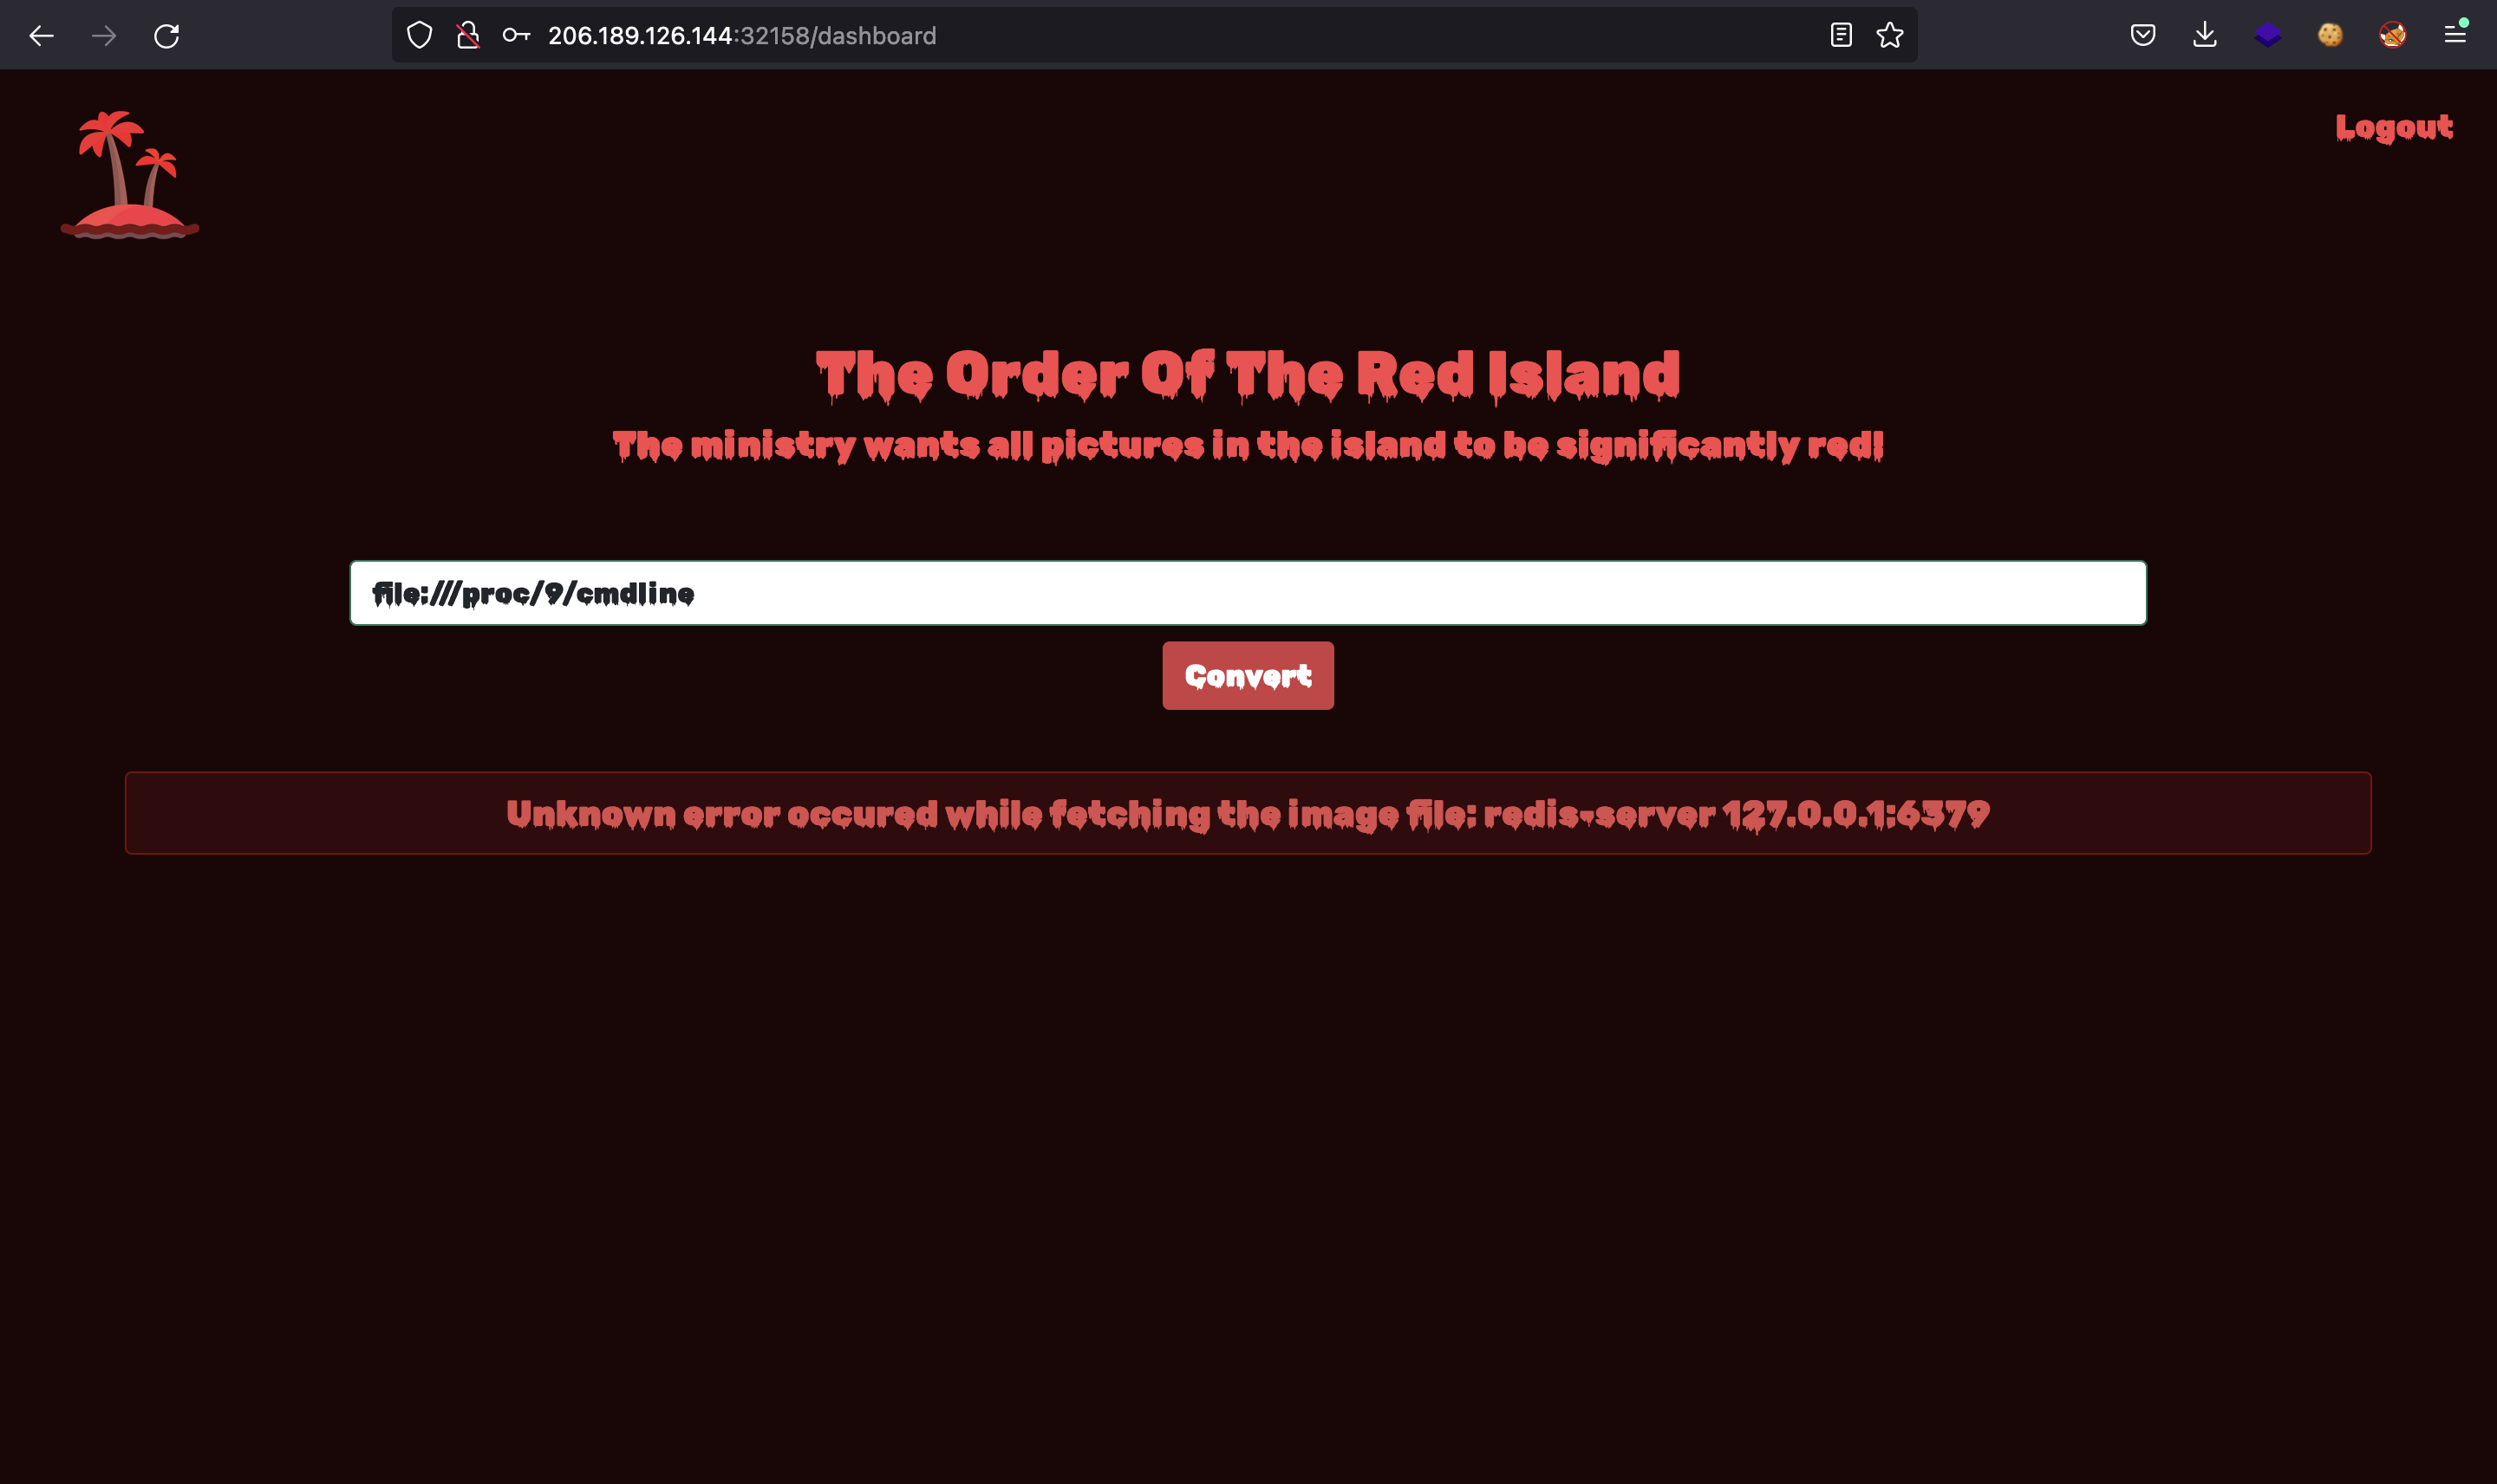 206.189.126.144:32158/dashboard
Logout
The Order Of The Red Island
The ministry wants all pictures in the island to be significantly red!
file:///proc/9/cmdline
Convert
Unknown error occured while fetching the image file: redis-server 127.0.0.1:6379